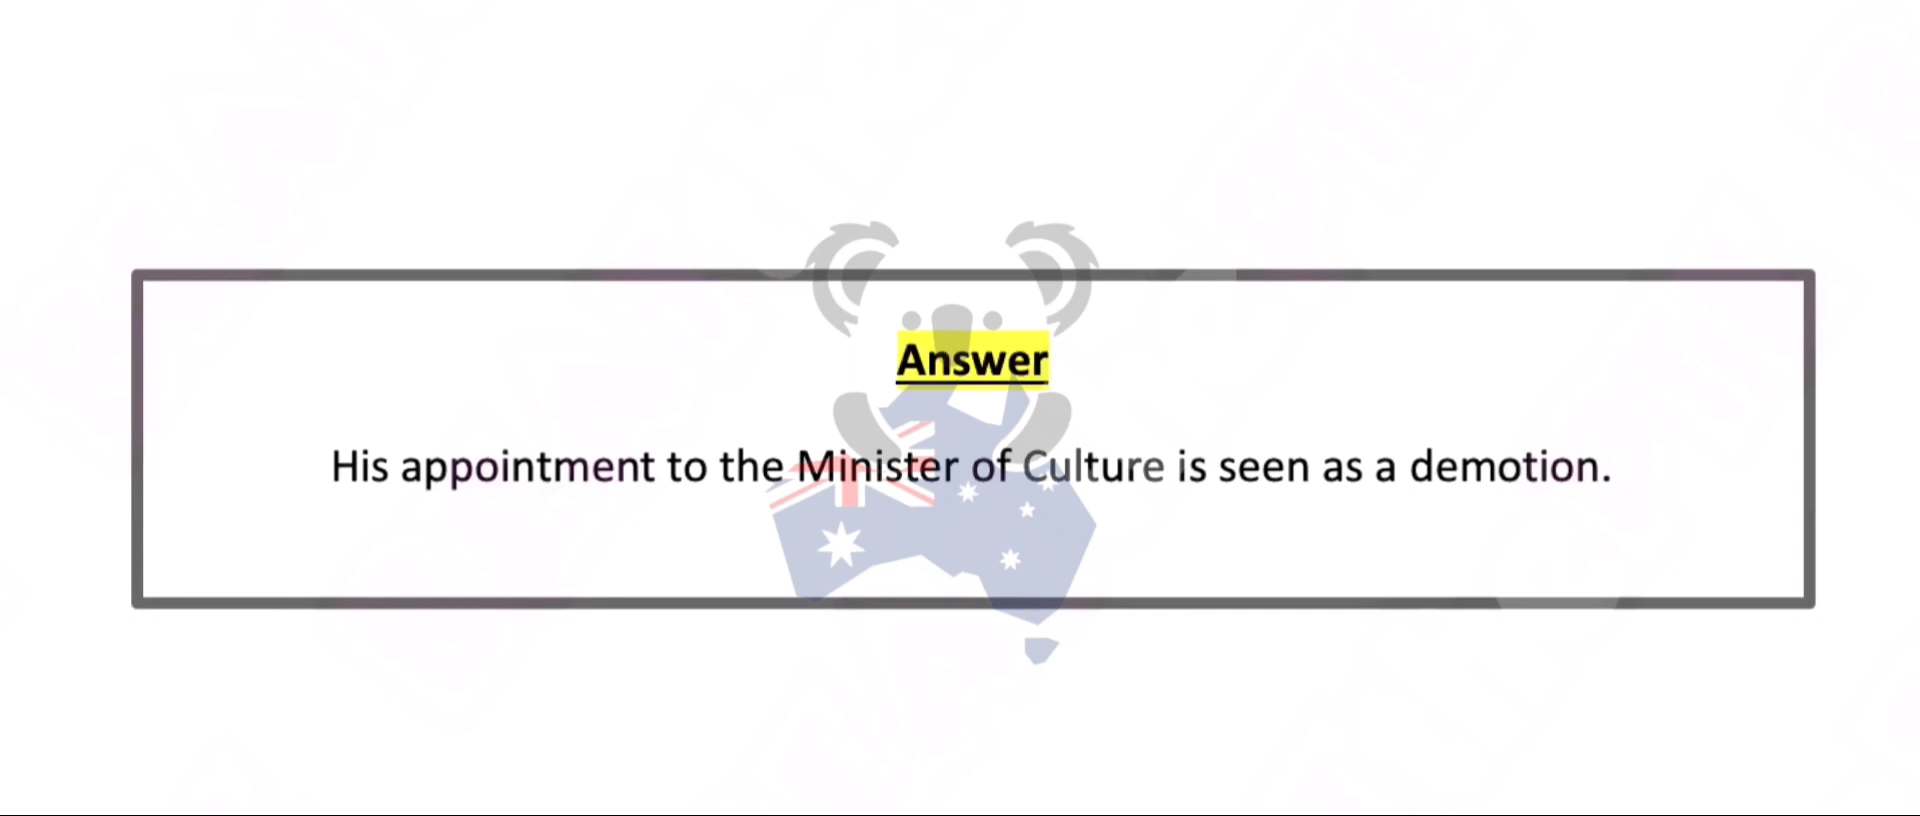 Answer
His appointment to the Minister of Culture is seen as a demotion.